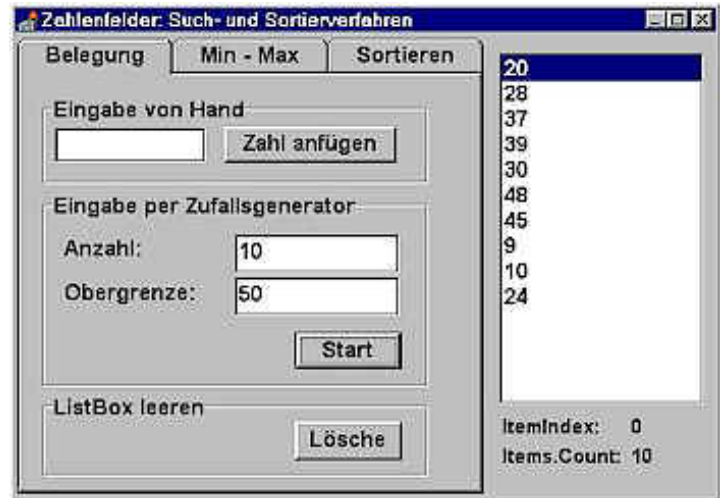 Zahlenfelder: Such- und Sortierverfahren
Belegung Min - Max Sortieren
Eingabe von Hand
Zahl anfügen
Eingabe per Zufallsgenerator
Anzahl: 10
Obergrenze: 50
Start
ListBox leeren
Lösche
20
28
37
39
30
48
45
9
10
24
ItemIndex: 0
Items.Count: 10